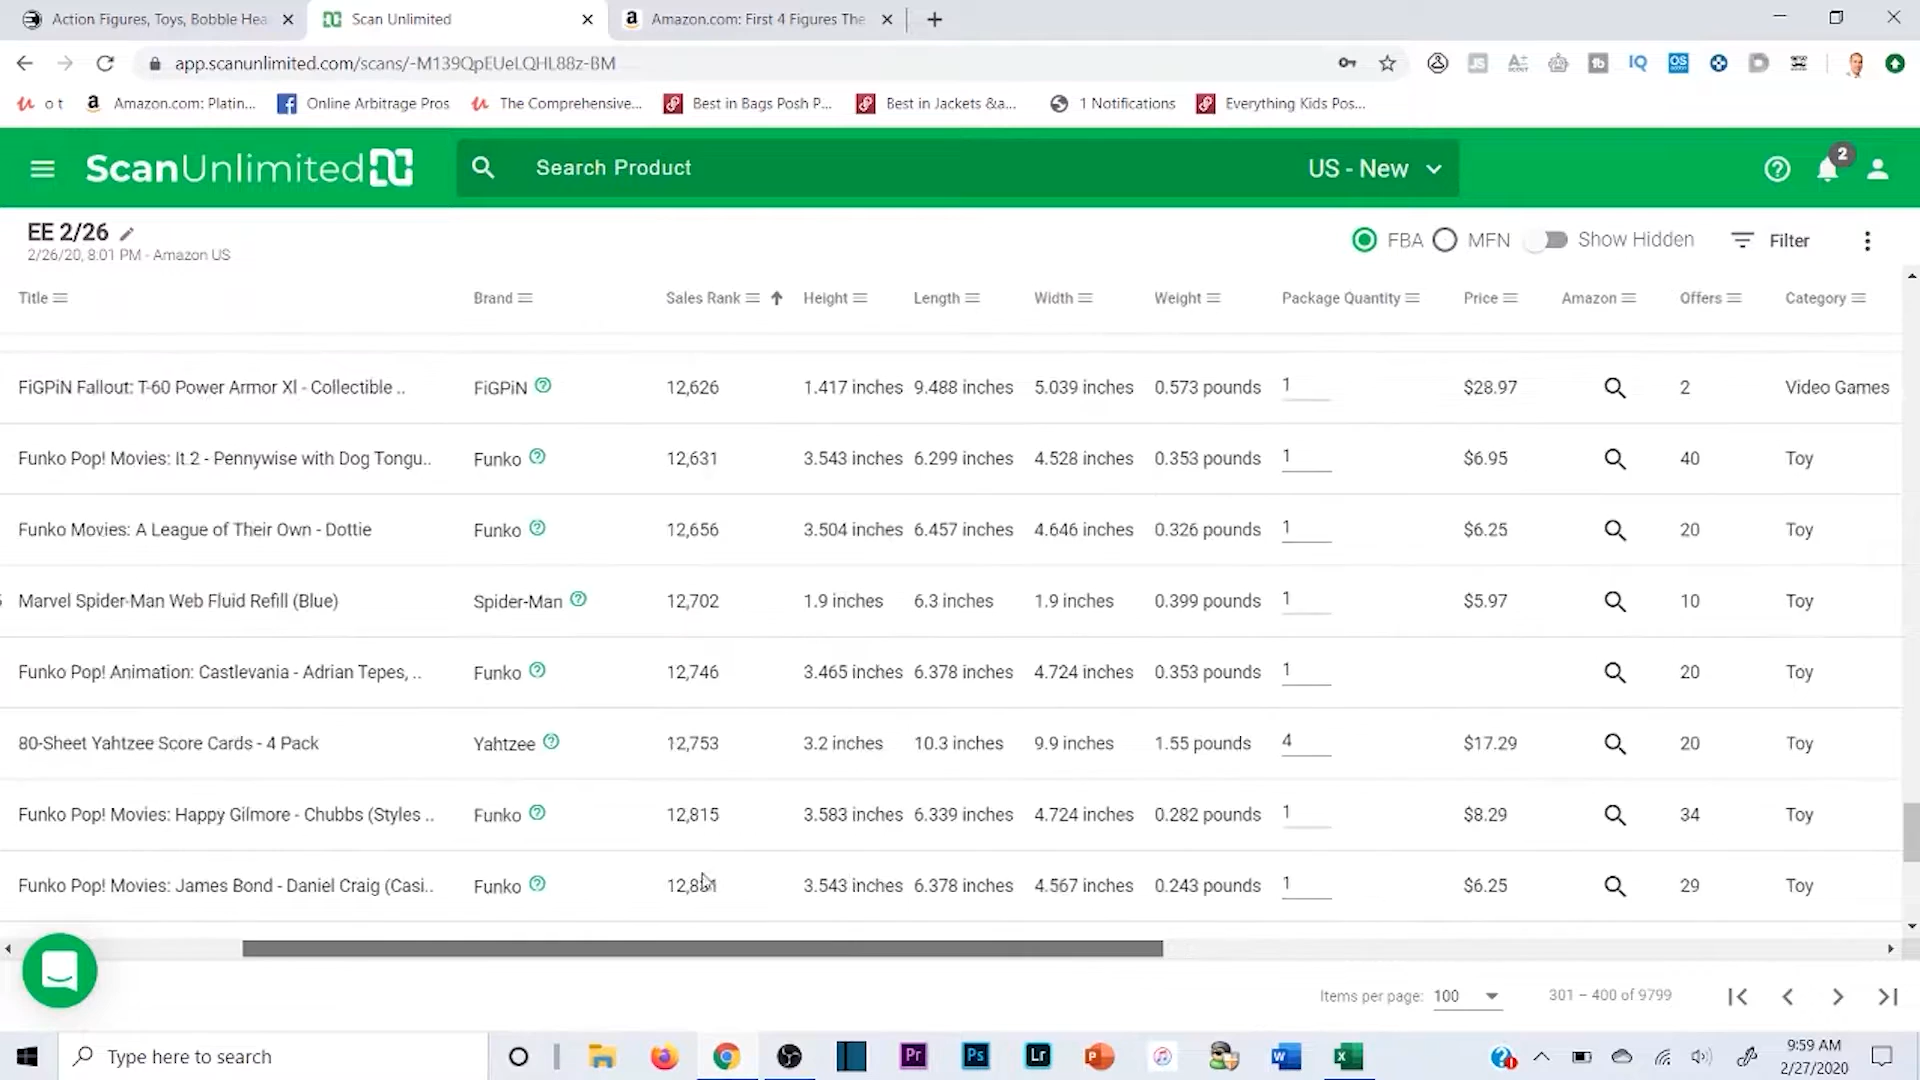 Action Figures, Toys, Bobble Hea
Scan Unlimited
Amazon.com: First 4 Figures The
app.scanunlimited.com/scans/-M139QpEUeLQHL88z-BM
o t
Amazon.com: Platin...
Online Arbitrage Pros
The Comprehensive...
Best in Bags Posh P...
Best in Jackets &a...
1 Notifications
Everything Kids Pos...
ScanUnlimited
Search Product
US - New
2
EE 2/26
2/26/20, 8.01 PM - Amazon US
FBA
MFN
Show Hidden
Filter
Title Brand Sales Rank Height Length Width Weight Package Quantity Price Amazon Offers Category
FiGPiN Fallout: T-60 Power Armor Xl - Collectible .. FiGPiN 12,626 1.417 inches 9.488 inches 5.039 inches 0.573 pounds 1 $28.97 2 Video Games
Funko Pop! Movies: It 2 - Pennywise with Dog Tongu.. Funko 12,631 3.543 inches 6.299 inches 4.528 inches 0.353 pounds 1 $6.95 40 Toy
Funko Movies: A League of Their Own - Dottie Funko 12,656 3.504 inches 6.457 inches 4.646 inches 0.326 pounds 1 $6.25 20 Toy
Marvel Spider-Man Web Fluid Refill (Blue) Spider-Man 12,702 1.9 inches 6.3 inches 1.9 inches 0.399 pounds 1 $5.97 10 Toy
Funko Pop! Animation: Castlevania - Adrian Tepes, .. Funko 12,746 3.465 inches 6.378 inches 4.724 inches 0.353 pounds 1 20 Toy
80-Sheet Yahtzee Score Cards - 4 Pack Yahtzee 12,753 3.2 inches 10.3 inches 9.9 inches 1.55 pounds 4 $17.29 20 Toy
Funko Pop! Movies: Happy Gilmore - Chubbs (Styles .. Funko 12,815 3.583 inches 6.339 inches 4.724 inches 0.282 pounds 1 $8.29 34 Toy
Funko Pop! Movies: James Bond - Daniel Craig (Casi.. Funko 3.543 inches 6.378 inches 4.567 inches 0.243 pounds 1 $6.25 29 Toy
Items per page: 100 301 – 400 of 9799
Type here to search
9:59 AM
2/27/2020